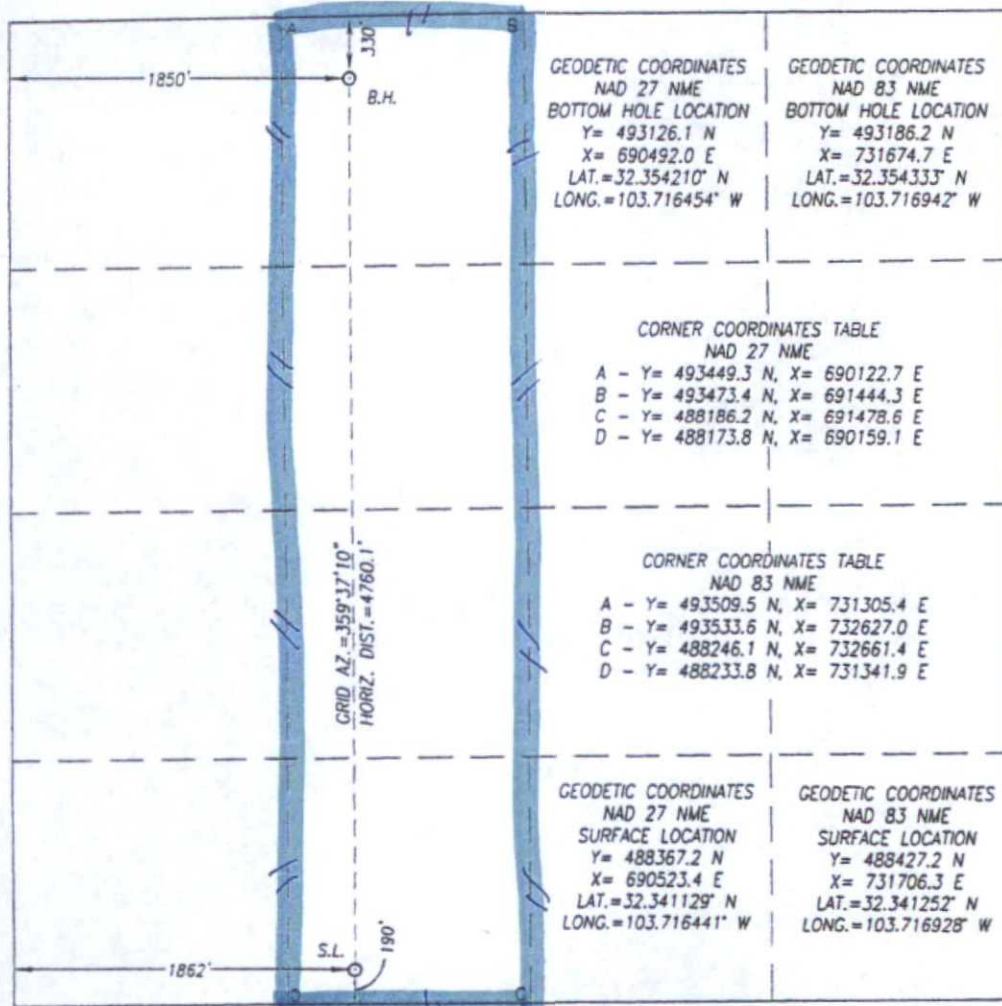 A
B
330'
1850'
B.H.
GEODETIC COORDINATES
NAD 27 NME
BOTTOM HOLE LOCATION
Y= 493126.1 N
X= 690492.0 E
LAT.=32.354210° N
LONG.=103.716454° W
GEODETIC COORDINATES
NAD 83 NME
BOTTOM HOLE LOCATION
Y= 493186.2 N
X= 731674.7 E
LAT.=32.354333° N
LONG.=103.716942° W
CORNER COORDINATES TABLE
NAD 27 NME
A - Y= 493449.3 N, X= 690122.7 E
B - Y= 493473.4 N, X= 691444.3 E
C - Y= 488186.2 N, X= 691478.6 E
D - Y= 488173.8 N, X= 690159.1 E
GRID AZ.=359°37'10"
HORIZ. DIST.=4760.1'
CORNER COORDINATES TABLE
NAD 83 NME
A - Y= 493509.5 N, X= 731305.4 E
B - Y= 493533.6 N, X= 732627.0 E
C - Y= 488246.1 N, X= 732661.4 E
D - Y= 488233.8 N, X= 731341.9 E
GEODETIC COORDINATES
NAD 27 NME
SURFACE LOCATION
Y= 488367.2 N
X= 690523.4 E
LAT.=32.341129° N
LONG.=103.716441° W
GEODETIC COORDINATES
NAD 83 NME
SURFACE LOCATION
Y= 488427.2 N
X= 731706.3 E
LAT.=32.341252° N
LONG.=103.716928° W
S.L.
190'
1862'
D
C